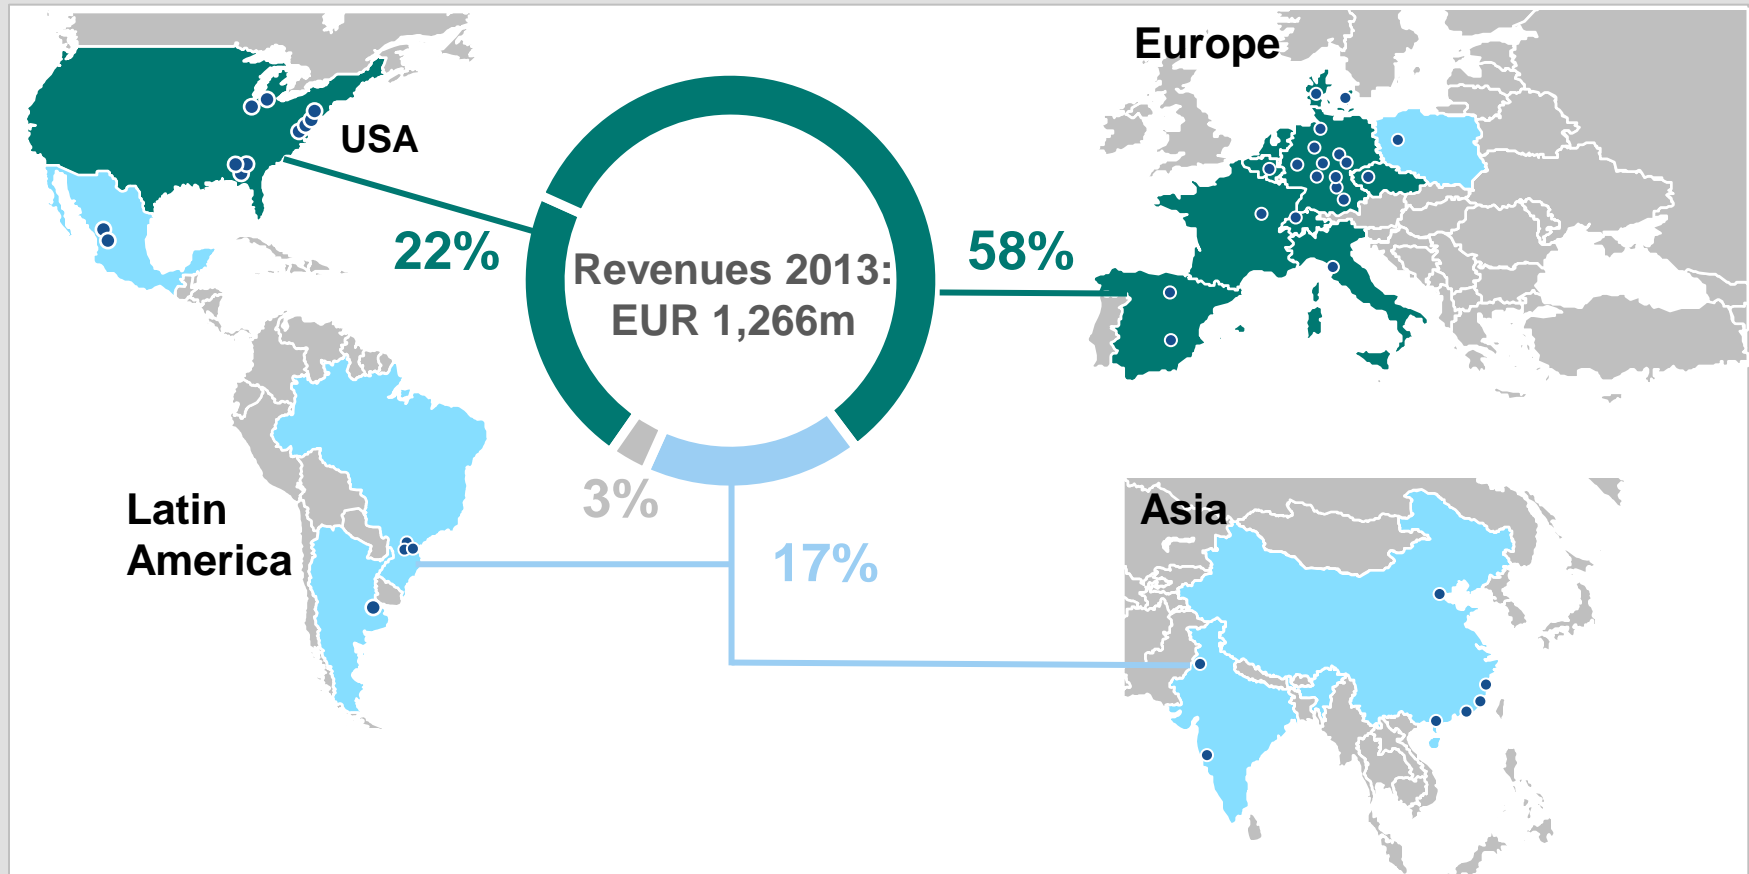 Europe
USA
22%
58%
Revenues 2013:
EUR 1,266m
3%
Latin
America
17%
Asia